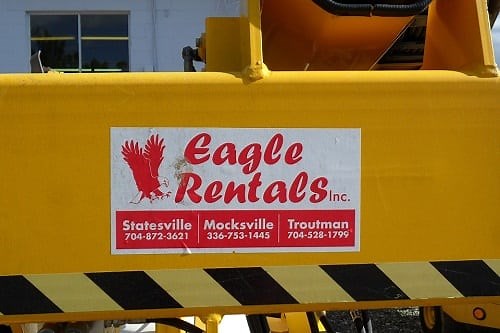 Eagle
Rentals Inc.
Statesville Mocksville Troutman
704-872-3621 336-753-1445 704-528-1799